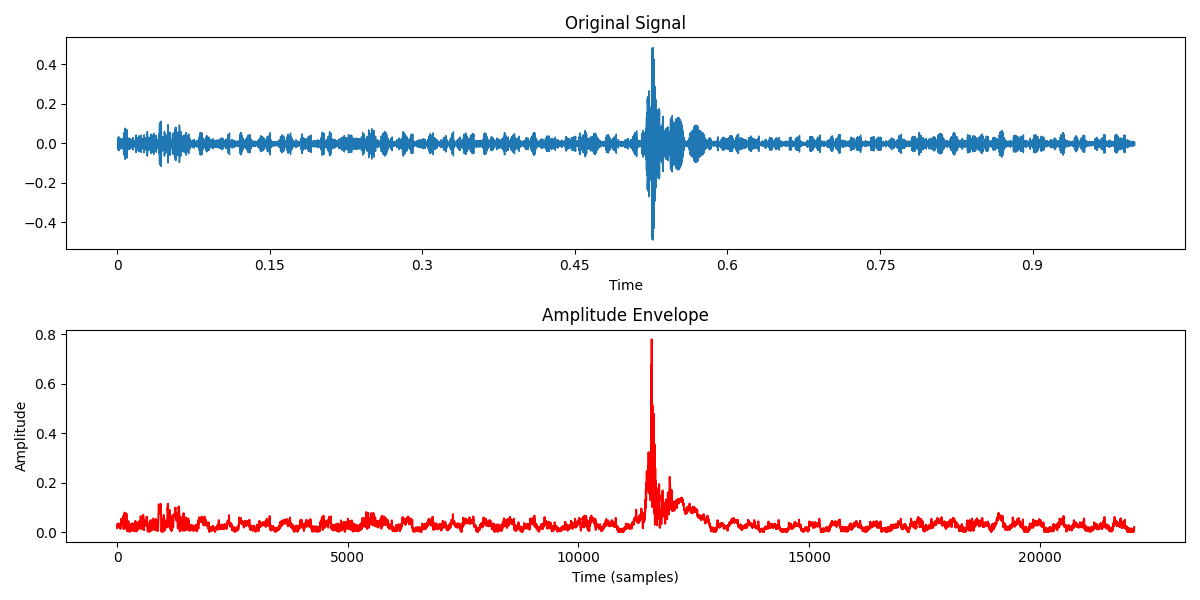 Original Signal
0.4
0.2
0.0
−0.2
−0.4
0 0.15 0.3 0.45 0.6 0.75 0.9
Time
Amplitude Envelope
0.8
0.6
0.4
0.2
0.0
Amplitude
0 5000 10000 15000 20000
Time (samples)